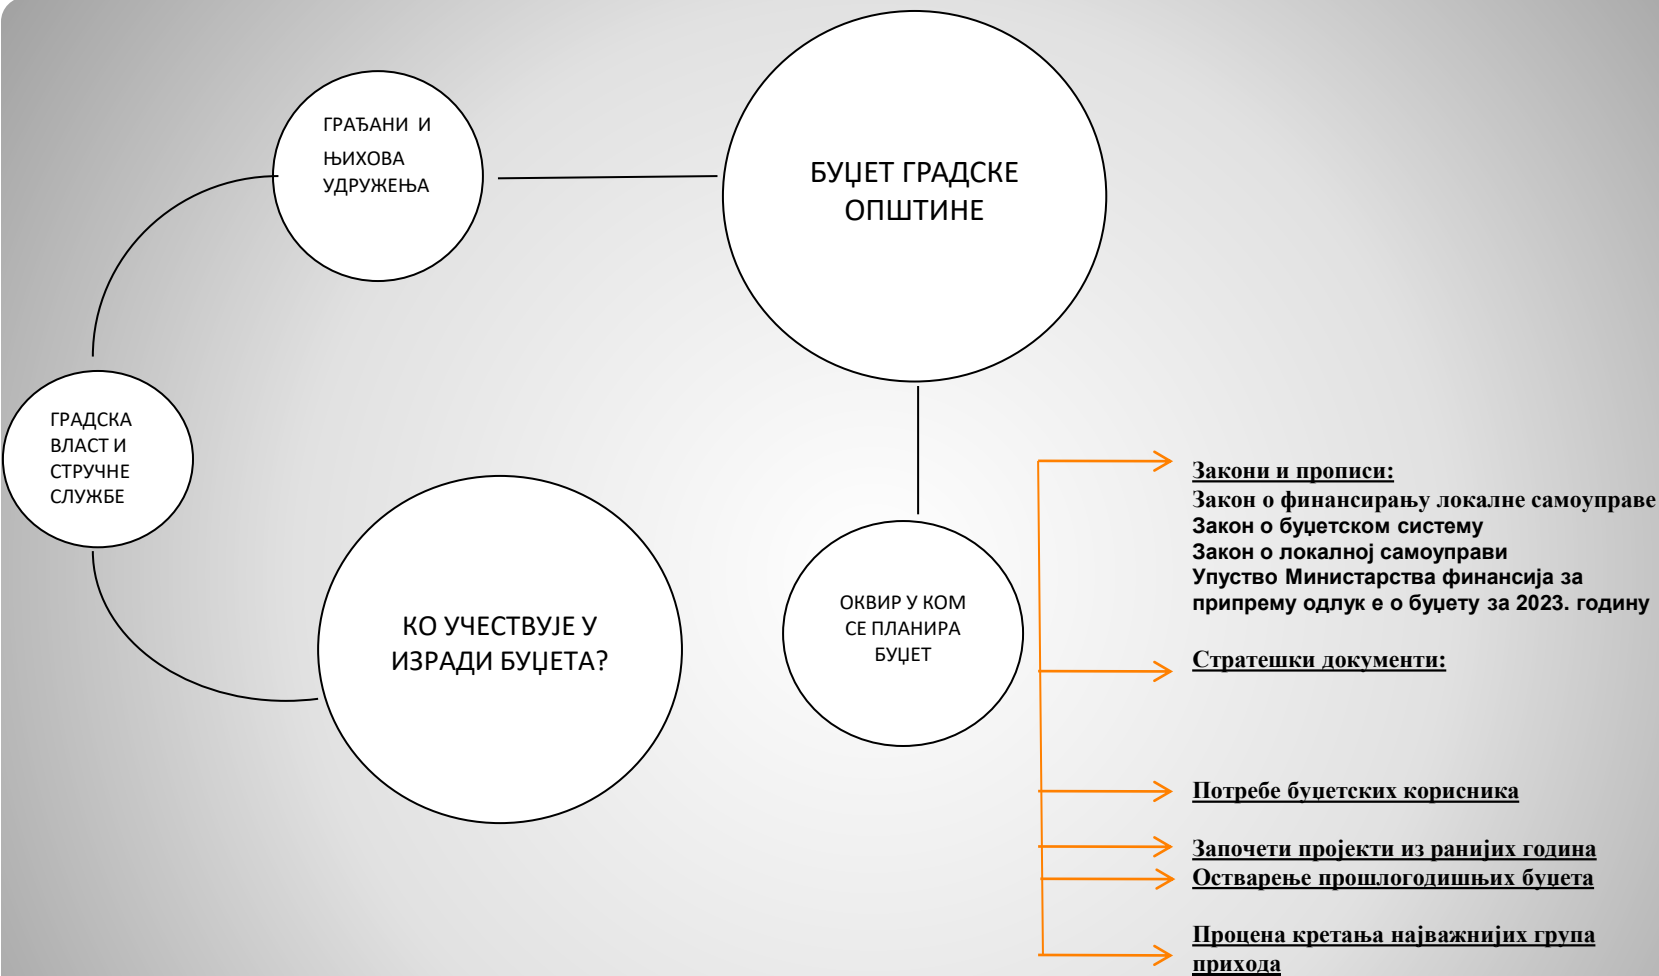 ГРАЂАНИ И
ЊИХОВА
УДРУЖЕЊА
БУЏЕТ ГРАДСКЕ
ОПШТИНЕ
ГРАДСКА
ВЛАСТ И
СТРУЧНЕ
СЛУЖБЕ
КО УЧЕСТВУЈЕ У
ИЗРАДИ БУЏЕТА?
ОКВИР У КОМ
СЕ ПЛАНИРА
БУЏЕТ
Закони и прописи:
Закон о финансирању локалне самоуправе
Закон о буџетском систему
Закон о локалној самоуправи
Упуство Министарства финансија за
припрему одлук е о буџету за 2023. годину
Стратешки документи:
Потребе буџетских корисника
Започети пројекти из ранијих година
Остварење прошлогодишњих буџета
Процена кретања најважнијих група
прихода